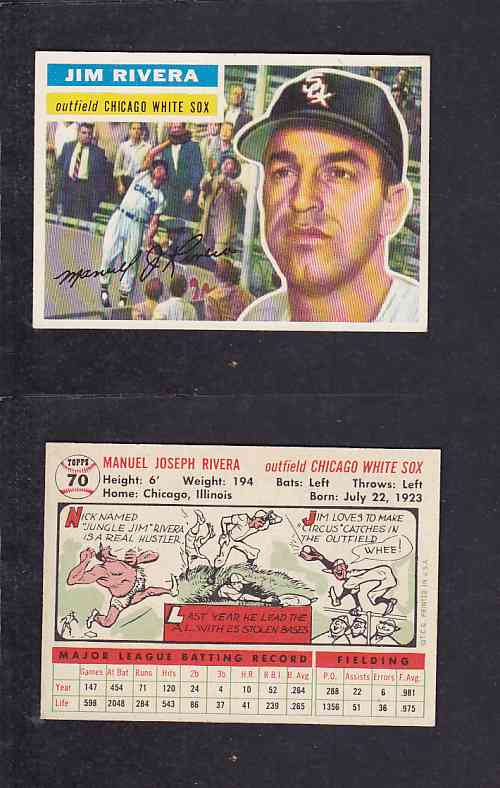 JIM RIVERA
outfield CHICAGO WHITE SOX
SOX
CHICAGO
Manuel J. Rivera
TOPPS
70
MANUEL JOSEPH RIVERA outfield CHICAGO WHITE SOX
Height: 6' Weight: 194 Bats: Left Throws: Left
Home: Chicago, Illinois Born: July 22, 1923
NICK NAMED
"JUNGLE JIM" RIVERA
IS A REAL HUSTLER.
LAST YEAR HE LEAD THE
A.L. WITH 25 STOLEN BASES.
JIM LOVES TO MAKE
"CIRCUS" CATCHES IN
THE OUTFIELD.
WHEE!
©T.C.G. PRINTED IN U.S.A.
MAJOR LEAGUE BATTING RECORD FIELDING
Games At Bat Runs Hits 2b 3b H.R. R.B.I. B. Avg P.O. Assists Errors F. Avg.
Year 147 454 71 120 24 4 10 52 .264 288 22 6 .981
Life 598 2048 284 543 86 37 41 239 .265 1356 51 36 .975